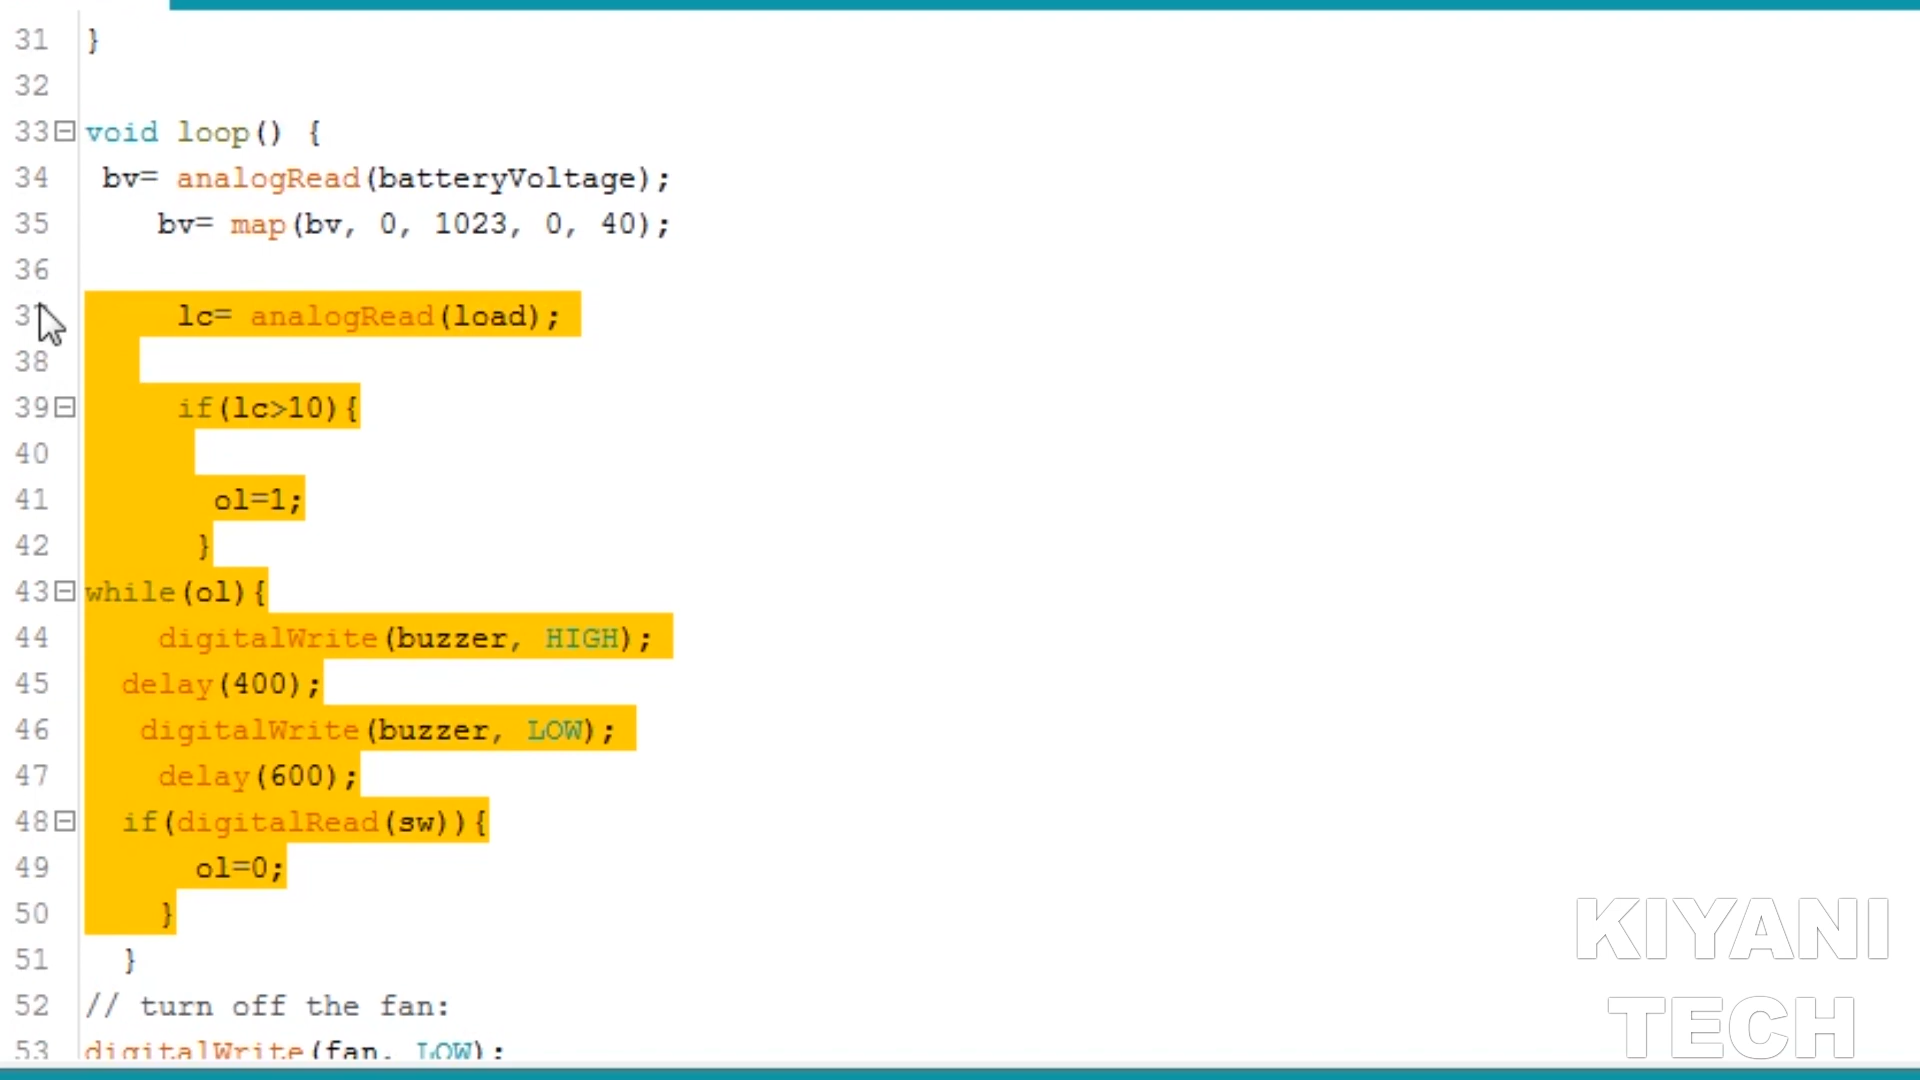 31 }
32
33 void loop() {
34 bv= analogRead(batteryVoltage);
35 bv= map(bv, 0, 1023, 0, 40);
36
37 lc= analogRead(load);
38
39 if(lc>10){
40
41 ol=1;
42 }
43 while(ol){
44 digitalWrite(buzzer, HIGH);
45 delay(400);
46 digitalWrite(buzzer, LOW);
47 delay(600);
48 if(digitalRead(sw)){
49 ol=0;
50 }
51 }
52 // turn off the fan:
53 digitalWrite(fan, LOW);
KIYANI
TECH